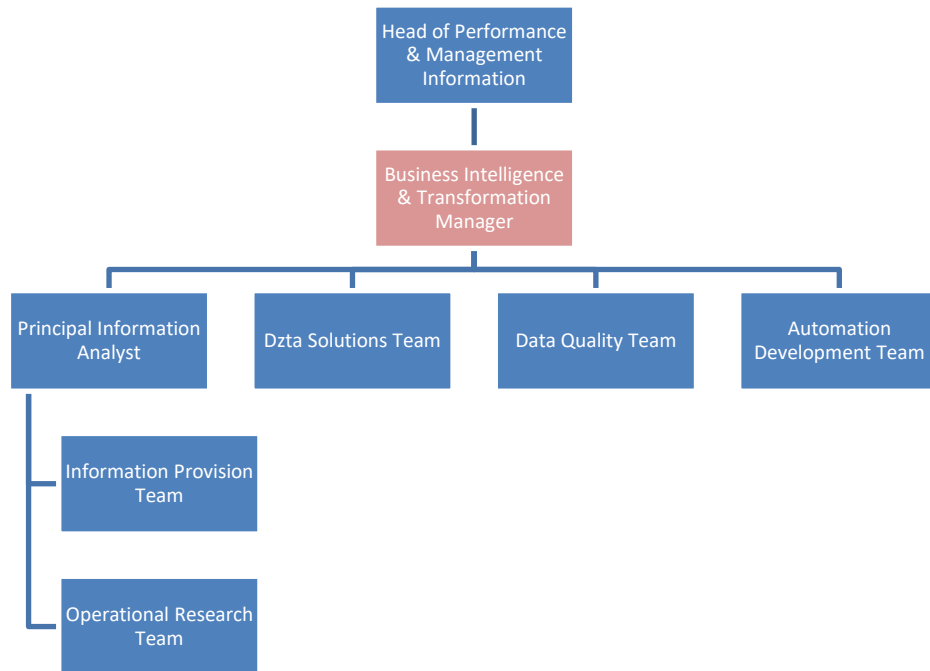 Head of Performance
& Management
Information
Business Intelligence
& Transformation
Manager
Principal Information
Analyst
Dzta Solutions Team
Data Quality Team
Automation
Development Team
Information Provision
Team
Operational Research
Team